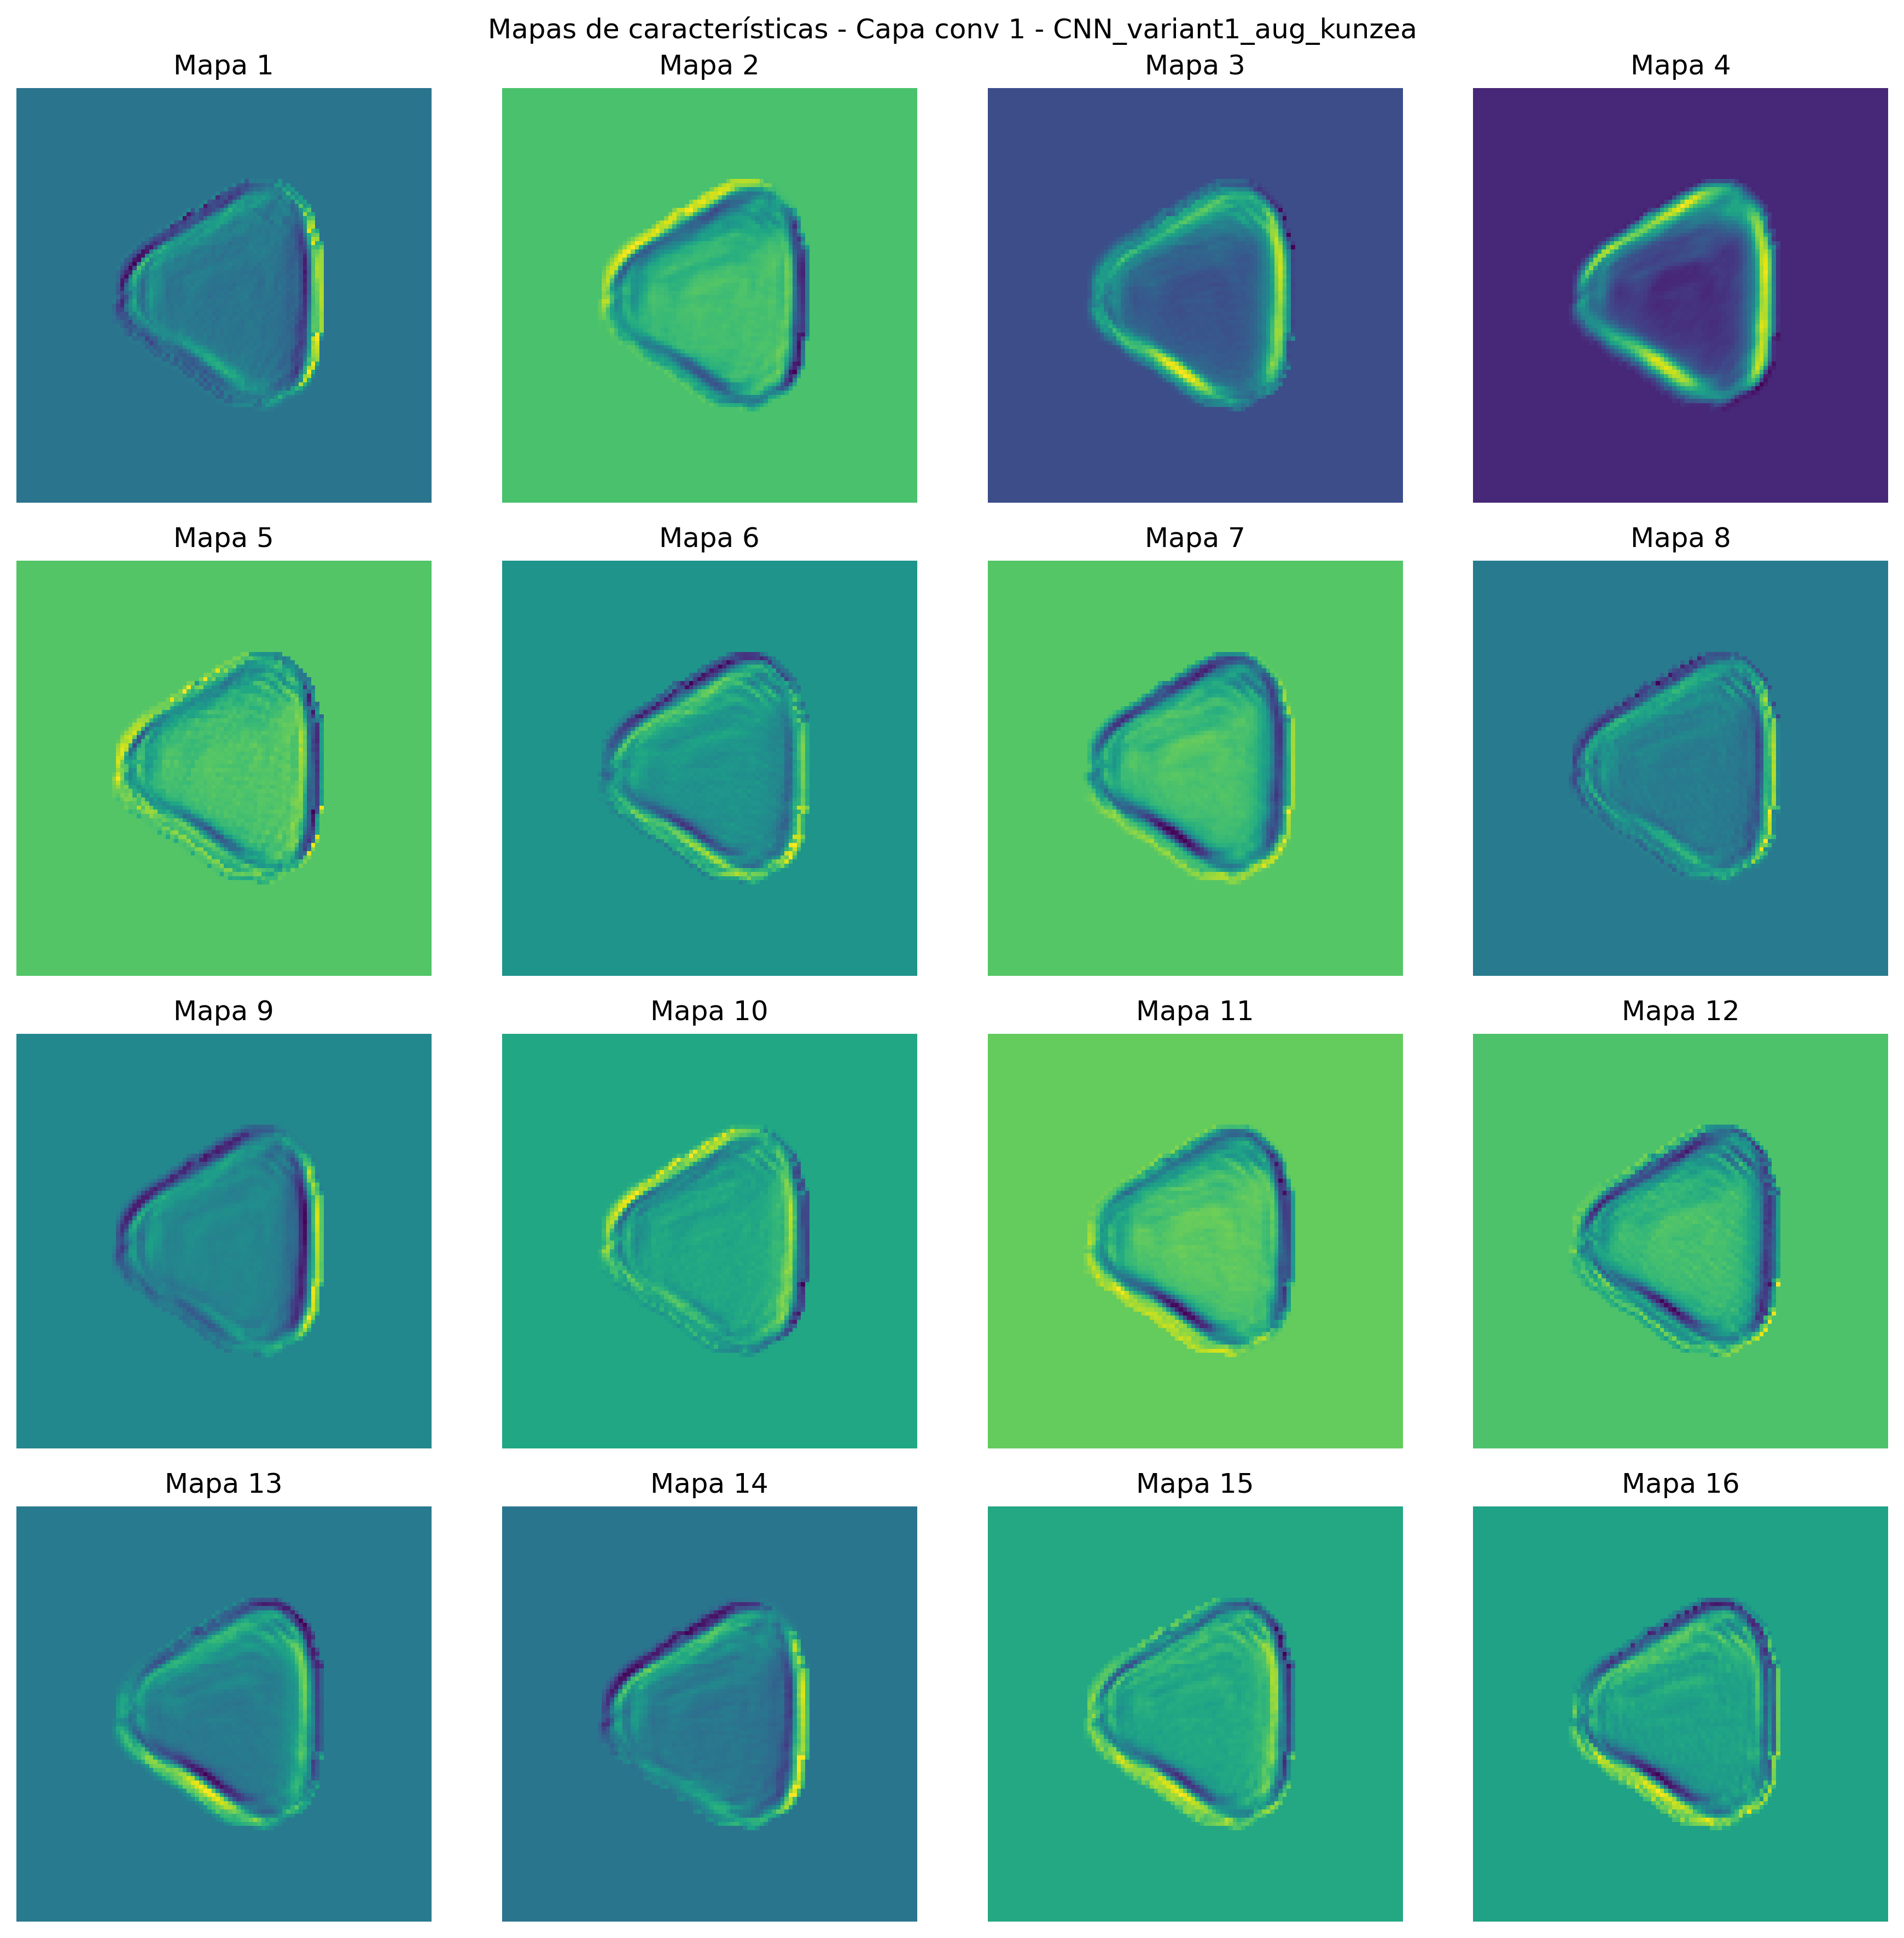 Mapas de características - Capa conv 1 - CNN_variant1_aug_kunzea
Mapa 1
Mapa 2
Mapa 3
Mapa 4
Mapa 5
Mapa 6
Mapa 7
Mapa 8
Mapa 9
Mapa 10
Mapa 11
Mapa 12
Mapa 13
Mapa 14
Mapa 15
Mapa 16